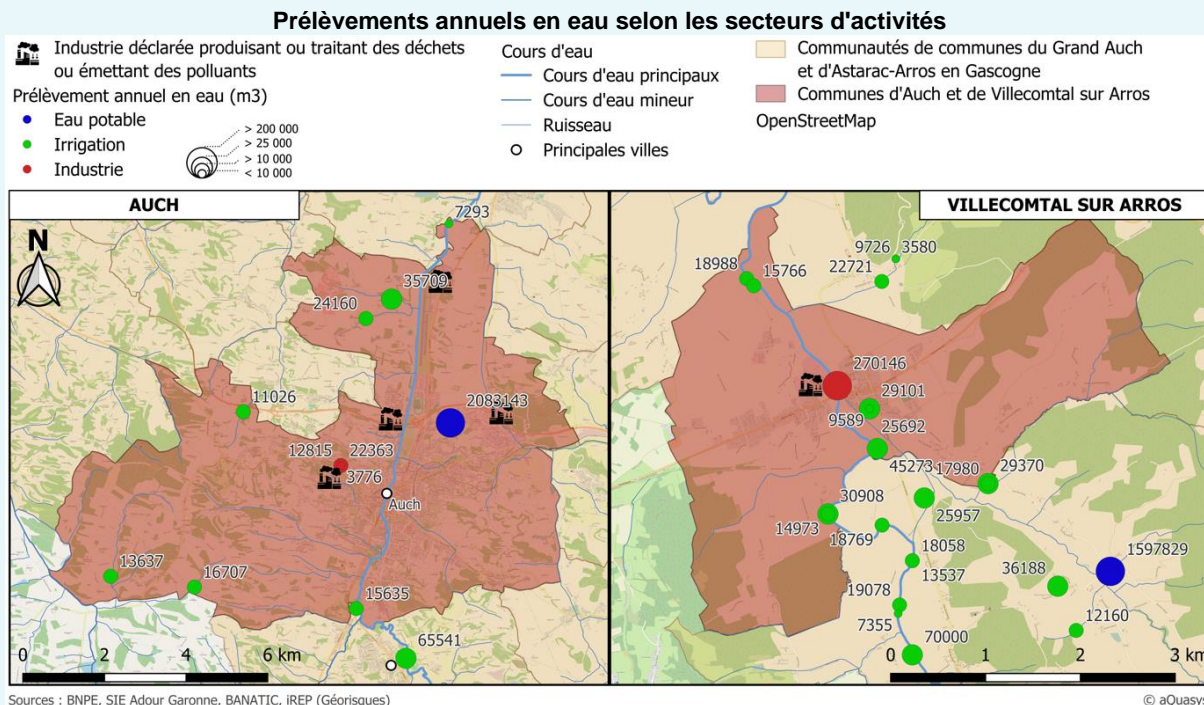 Prélèvements annuels en eau selon les secteurs d'activités
Industrie déclarée produisant ou traitant des déchets
ou émettant des polluants
Prélèvement annuel en eau (m3)
Eau potable
Irrigation
Industrie
> 200 000
> 25 000
> 10 000
< 10 000
Cours d'eau
Cours d'eau principaux
Cours d'eau mineur
Ruisseau
Principales villes
Communautés de communes du Grand Auch
et d'Astarac-Arros en Gascogne
Communes d'Auch et de Villecomtal sur Arros
OpenStreetMap
AUCH
N
7293
35709
24160
11026
2083143
12815 22363
3776
Auch
13637
16707
15635
65541
0 2 4 6 km
VILLECOMTAL SUR ARROS
9726 3580
18988 15766
22721
270146
29101
9589
25692
45273 17980 29370
30908
25957
14973
18769
18058
1597829
36188
13537
19078
12160
7355
70000
0 1 2 3 km
Sources : BNPE, SIE Adour Garonne, BANATIC, iREP (Géorisques)
© aQuasys